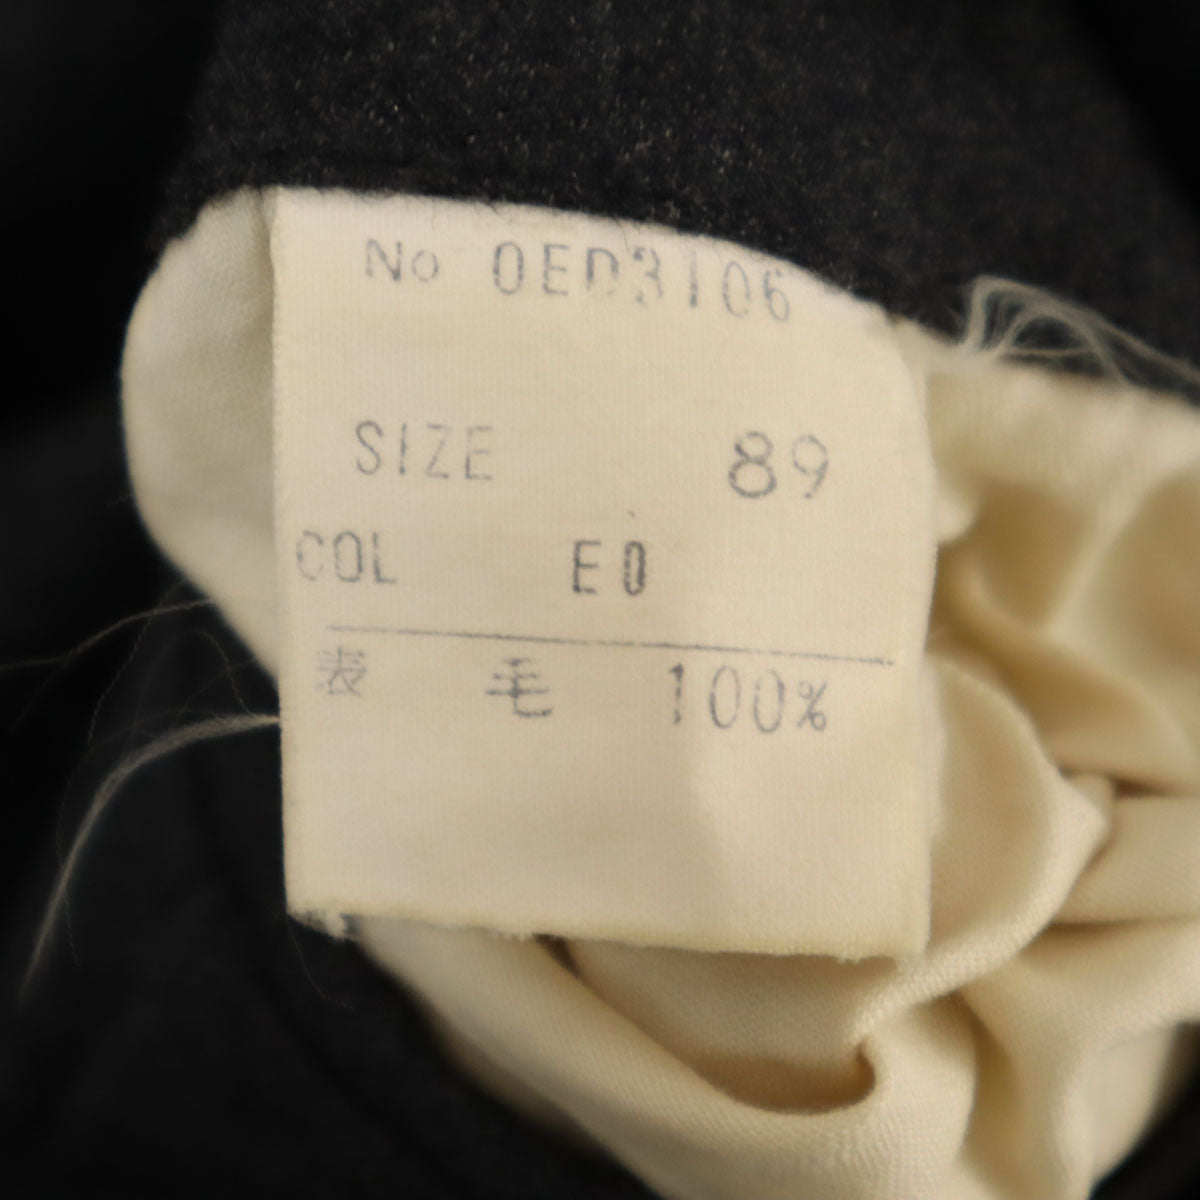 No 0ED3106
SIZE 89
COL E0
表 毛 100%